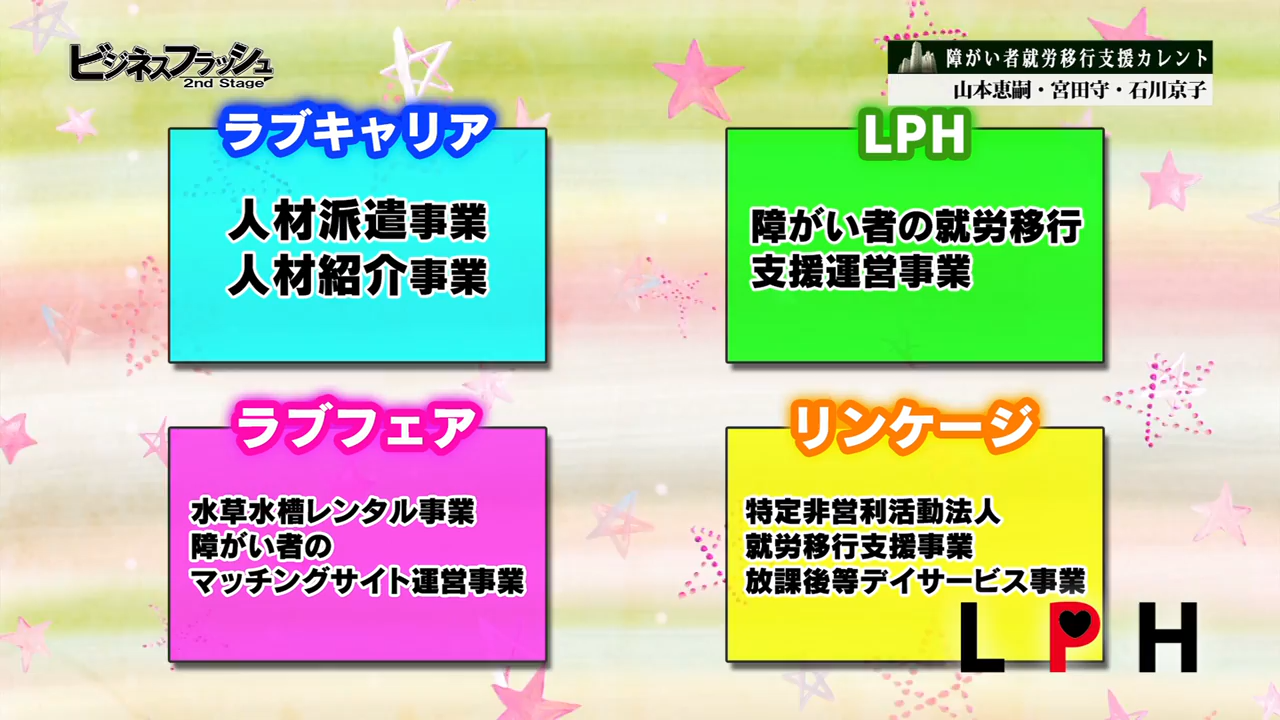 ビジネスフラッシュ
2nd Stage
障がい者就労移行支援カレント
山本恵嗣・宮田守・石川京子
ラブキャリア
人材派遣事業
人材紹介事業
LPH
障がい者の就労移行
支援運営事業
ラブフェア
水草水槽レンタル事業
障がい者の
マッチングサイト運営事業
リンケージ
特定非営利活動法人
就労移行支援事業
放課後等デイサービス事業
LPH